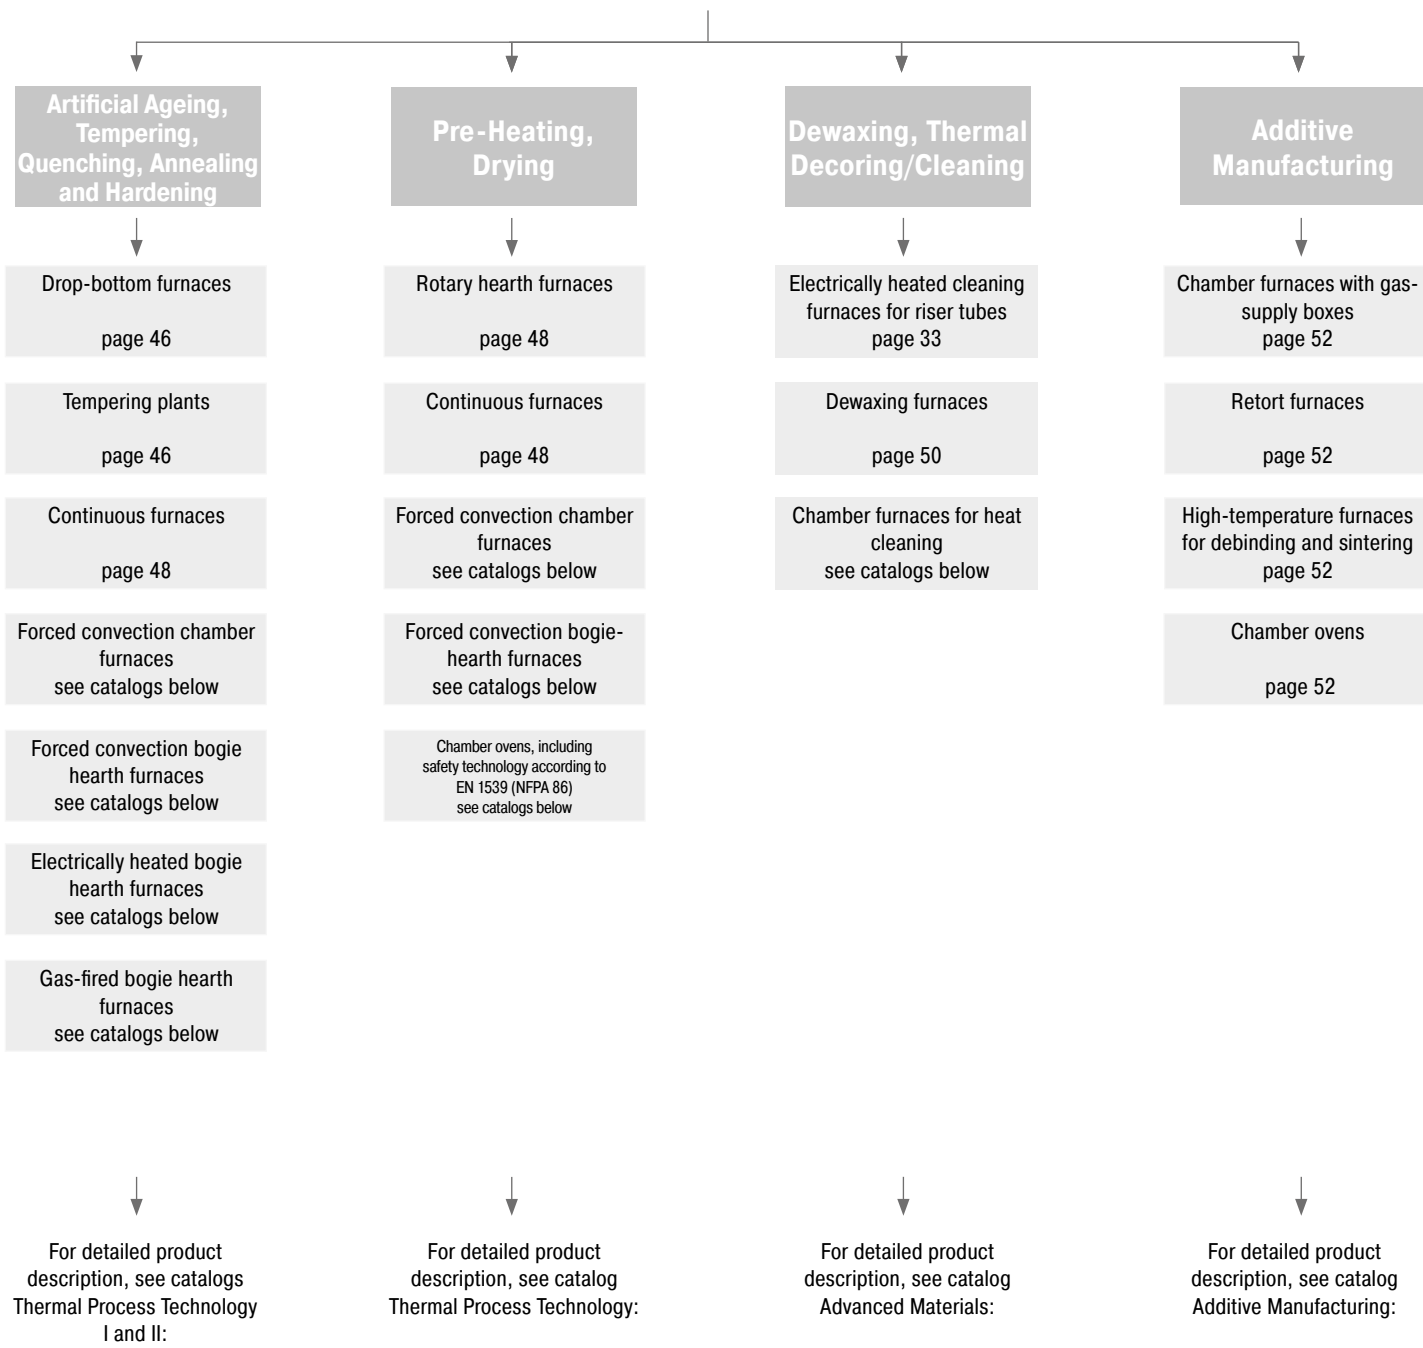 Artificial Ageing,
Tempering,
Quenching, Annealing
and Hardening
Drop-bottom furnaces
page 46
Tempering plants
page 46
Continuous furnaces
page 48
Forced convection chamber
furnaces
see catalogs below
Forced convection bogie
hearth furnaces
see catalogs below
Electrically heated bogie
hearth furnaces
see catalogs below
Gas-fired bogie hearth
furnaces
see catalogs below
For detailed product
description, see catalogs
Thermal Process Technology
I and II:
Pre-Heating,
Drying
Rotary hearth furnaces
page 48
Continuous furnaces
page 48
Forced convection chamber
furnaces
see catalogs below
Forced convection bogie-
hearth furnaces
see catalogs below
Chamber ovens, including
safety technology according to
EN 1539 (NFPA 86)
see catalogs below
For detailed product
description, see catalog
Thermal Process Technology:
Dewaxing, Thermal
Decoring/Cleaning
Electrically heated cleaning
furnaces for riser tubes
page 33
Dewaxing furnaces
page 50
Chamber furnaces for heat
cleaning
see catalogs below
For detailed product
description, see catalog
Advanced Materials:
Additive
Manufacturing
Chamber furnaces with gas-
supply boxes
page 52
Retort furnaces
page 52
High-temperature furnaces
for debinding and sintering
page 52
Chamber ovens
page 52
For detailed product
description, see catalog
Additive Manufacturing: